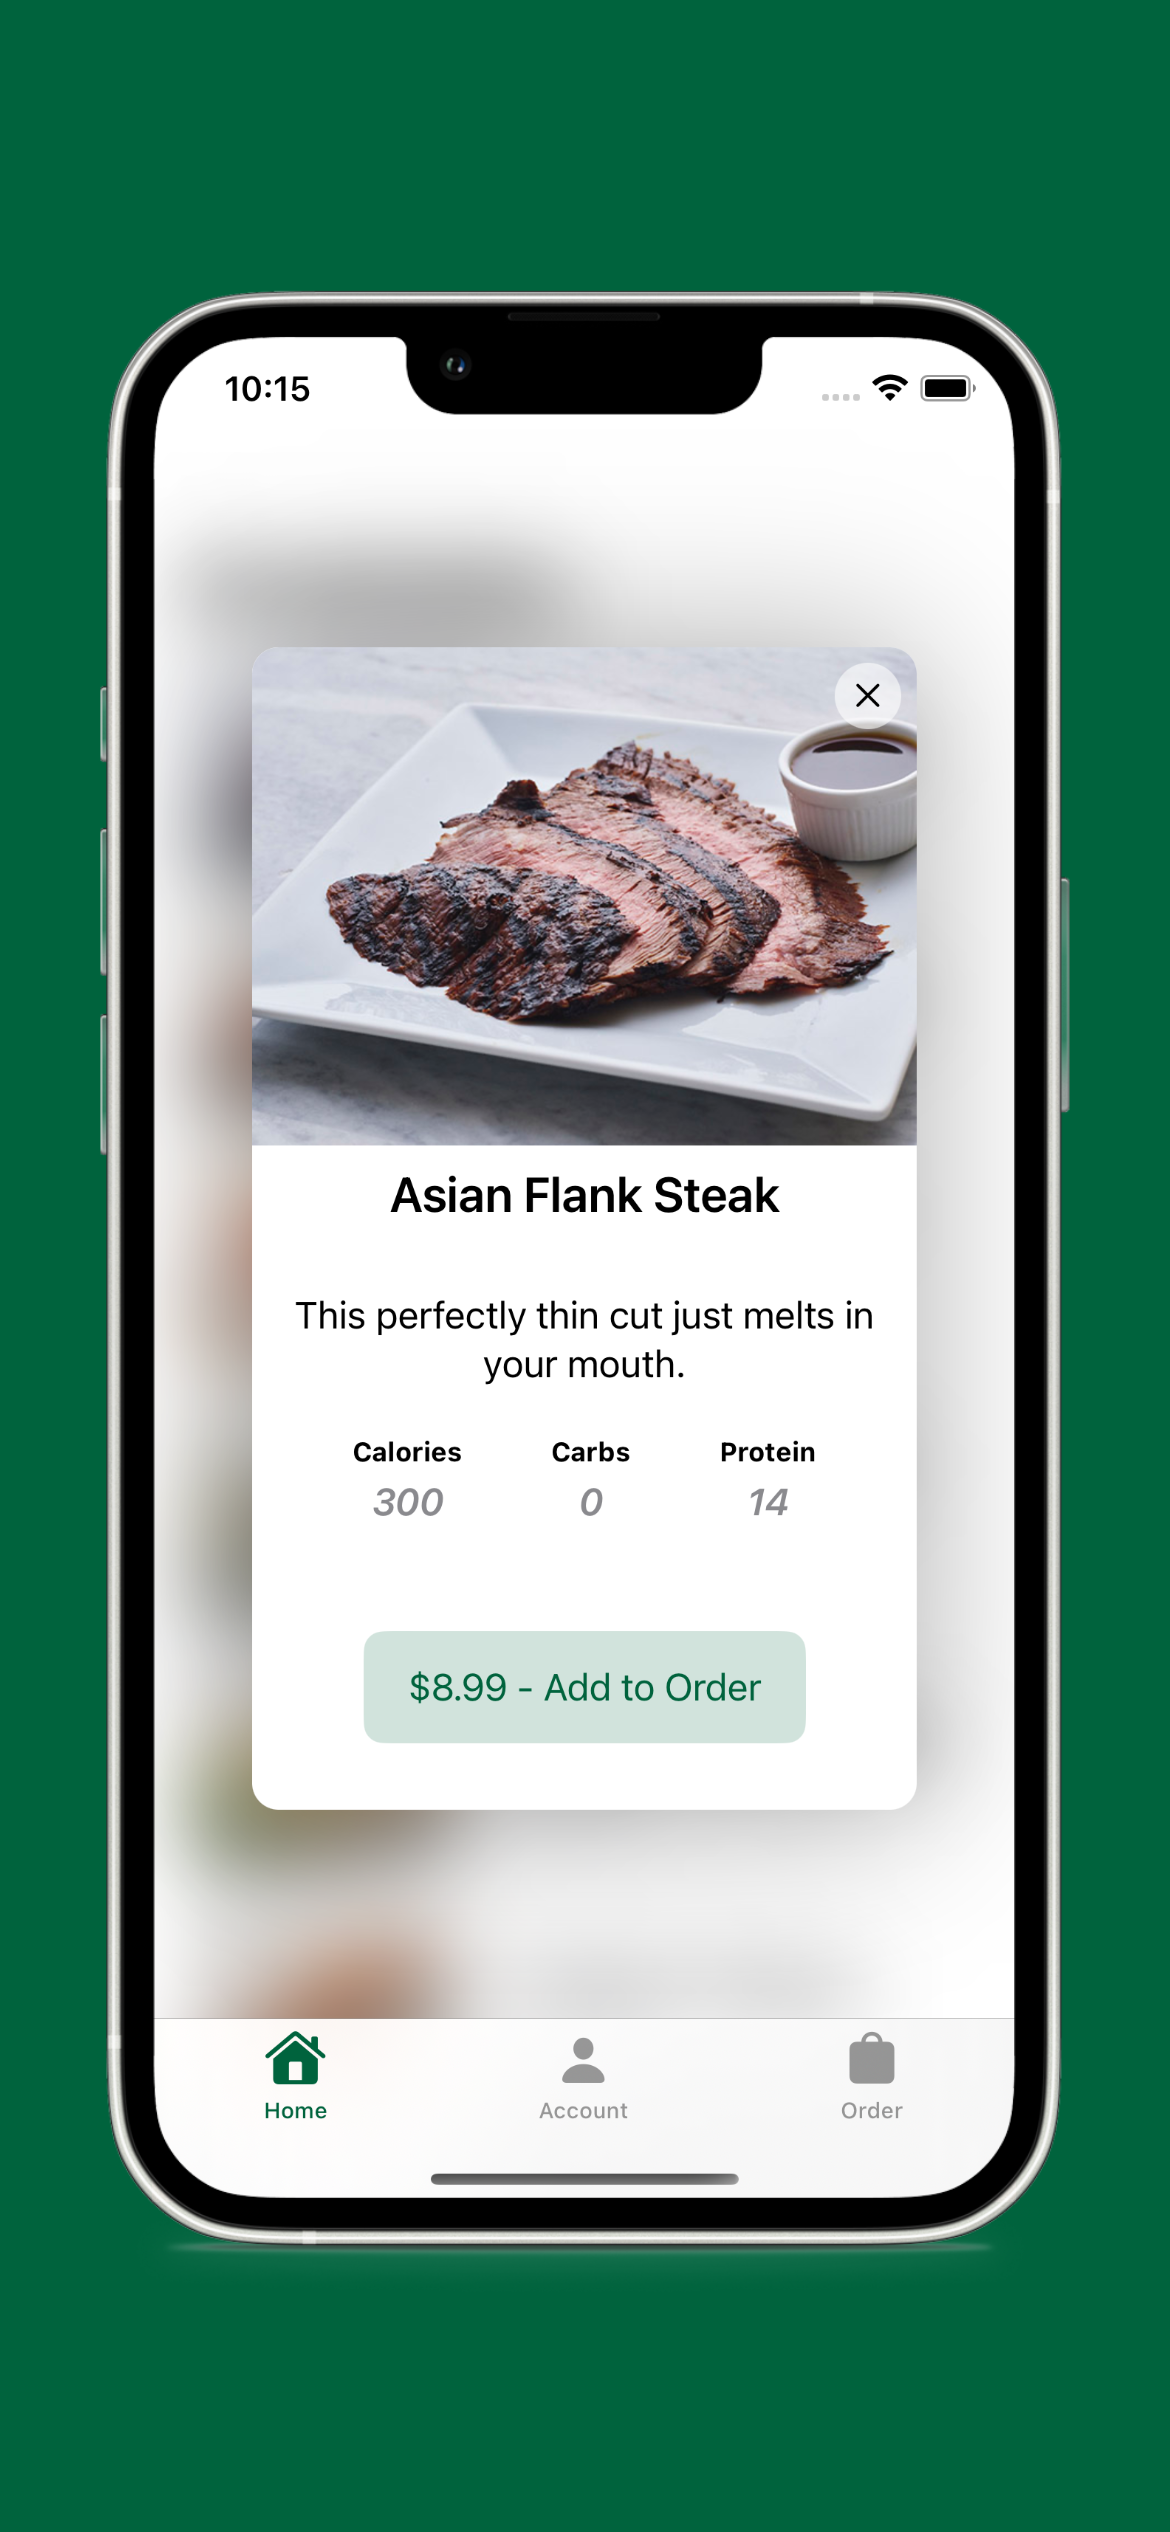 10:15
Asian Flank Steak
This perfectly thin cut just melts in
your mouth.
Calories Carbs Protein
300 0 14
$8.99 - Add to Order
Home Account Order